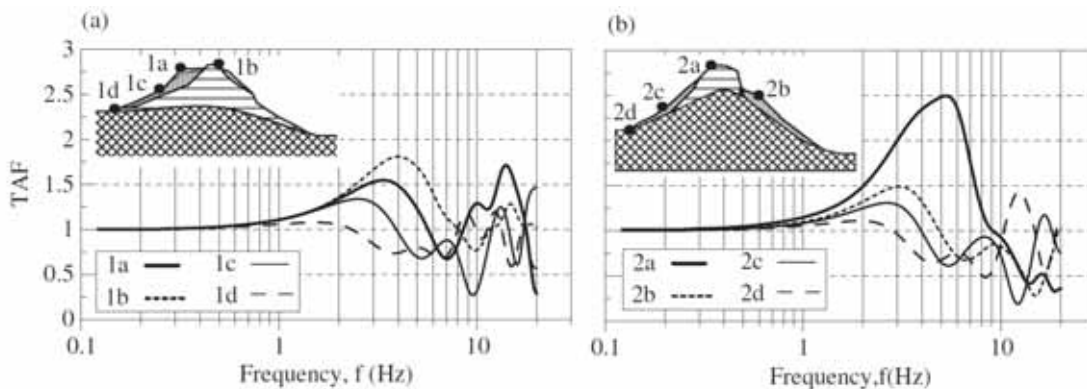 (a)
3
2.5
2
1.5
1
0.5
0
TAF
1a
1b
1c
1d
1a 1c
1b 1d
0.1 1 10
Frequency, f (Hz)
(b)
2a
2b
2c
2d
2a 2c
2b 2d
0.1 1 10
Frequency,f(Hz)